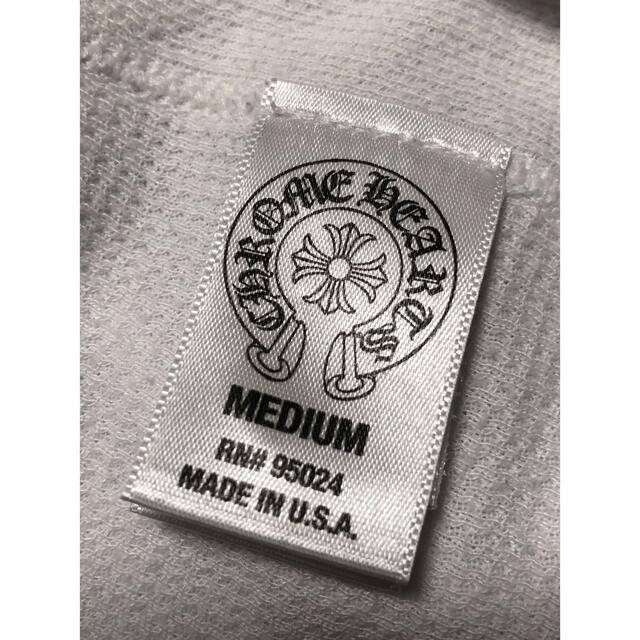 CHROME HEARTS
MEDIUM
RN# 95024
MADE IN U.S.A.